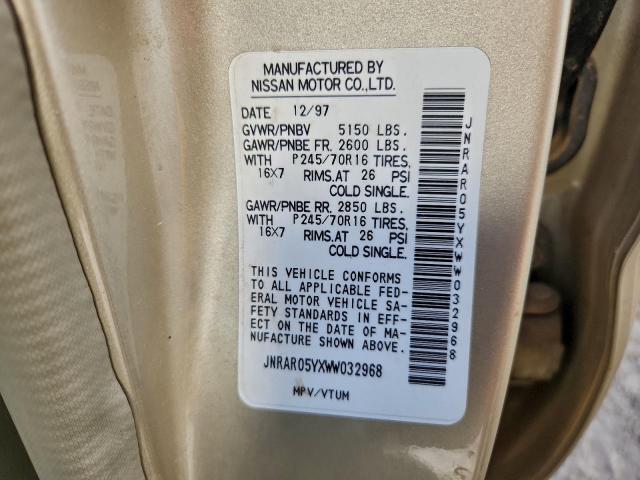 MANUFACTURED BY
NISSAN MOTOR CO.,LTD.
DATE 12/97
GVWR/PNBV 5150 LBS.
GAWR/PNBE FR. 2600 LBS.
WITH P245/70R16 TIRES,
16X7 RIMS.AT 26 PSI
COLD SINGLE.
GAWR/PNBE RR. 2850 LBS.
WITH P245/70R16 TIRES,
16X7 RIMS.AT 26 PSI
COLD SINGLE.
THIS VEHICLE CONFORMS
TO ALL APPLICABLE FED-
ERAL MOTOR VEHICLE SA-
FETY STANDARDS IN EFF-
ECT ON THE DATE OF MA-
NUFACTURE SHOWN ABOVE.
JNRAR05YXWW032968
MPV/VTUM
JNRAR05YXWW032968